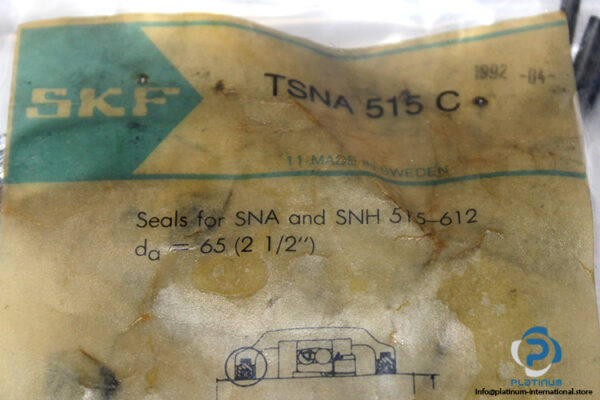 SKF
TSNA 515 C
1992 -04-
11 MADE IN SWEDEN
Seals for SNA and SNH 515-612
da = 65 (2 1/2")
PLATINUM
Info@platinum-international.store